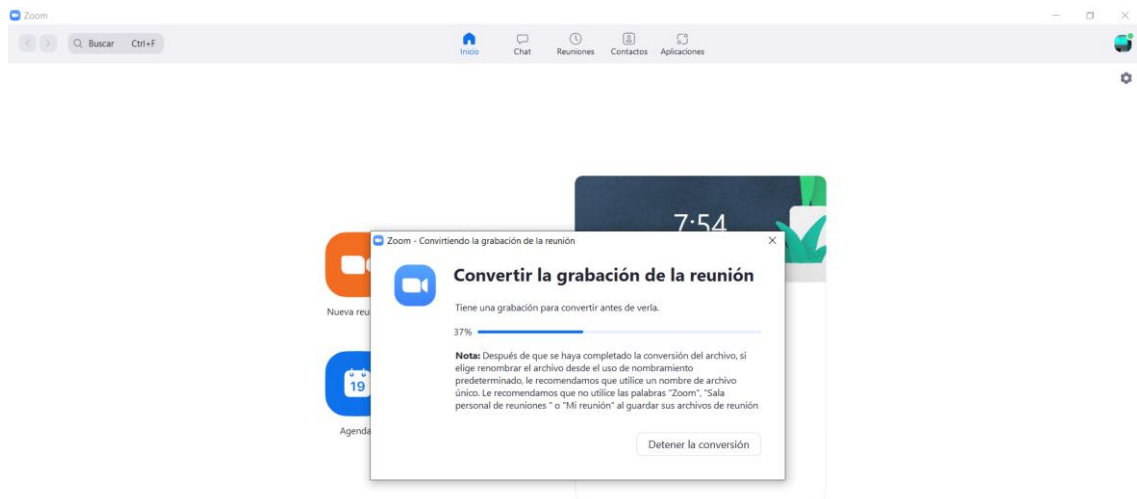 Zoom
Buscar Ctrl+F
Inicio
Chat
Reuniones
Contactos
Aplicaciones
7:54
Zoom - Convirtiendo la grabación de la reunión
Convertir la grabación de la reunión
Tiene una grabación para convertir antes de verla.
37%
Nota: Después de que se haya completado la conversión del archivo, si
elige renombrar el archivo desde el uso de nombramiento
predeterminado, le recomendamos que utilice un nombre de archivo
único. Le recomendamos que no utilice las palabras "Zoom", "Sala
personal de reuniones " o "Mi reunión" al guardar sus archivos de reunión
Detener la conversión
Nueva reu
19
Agenda